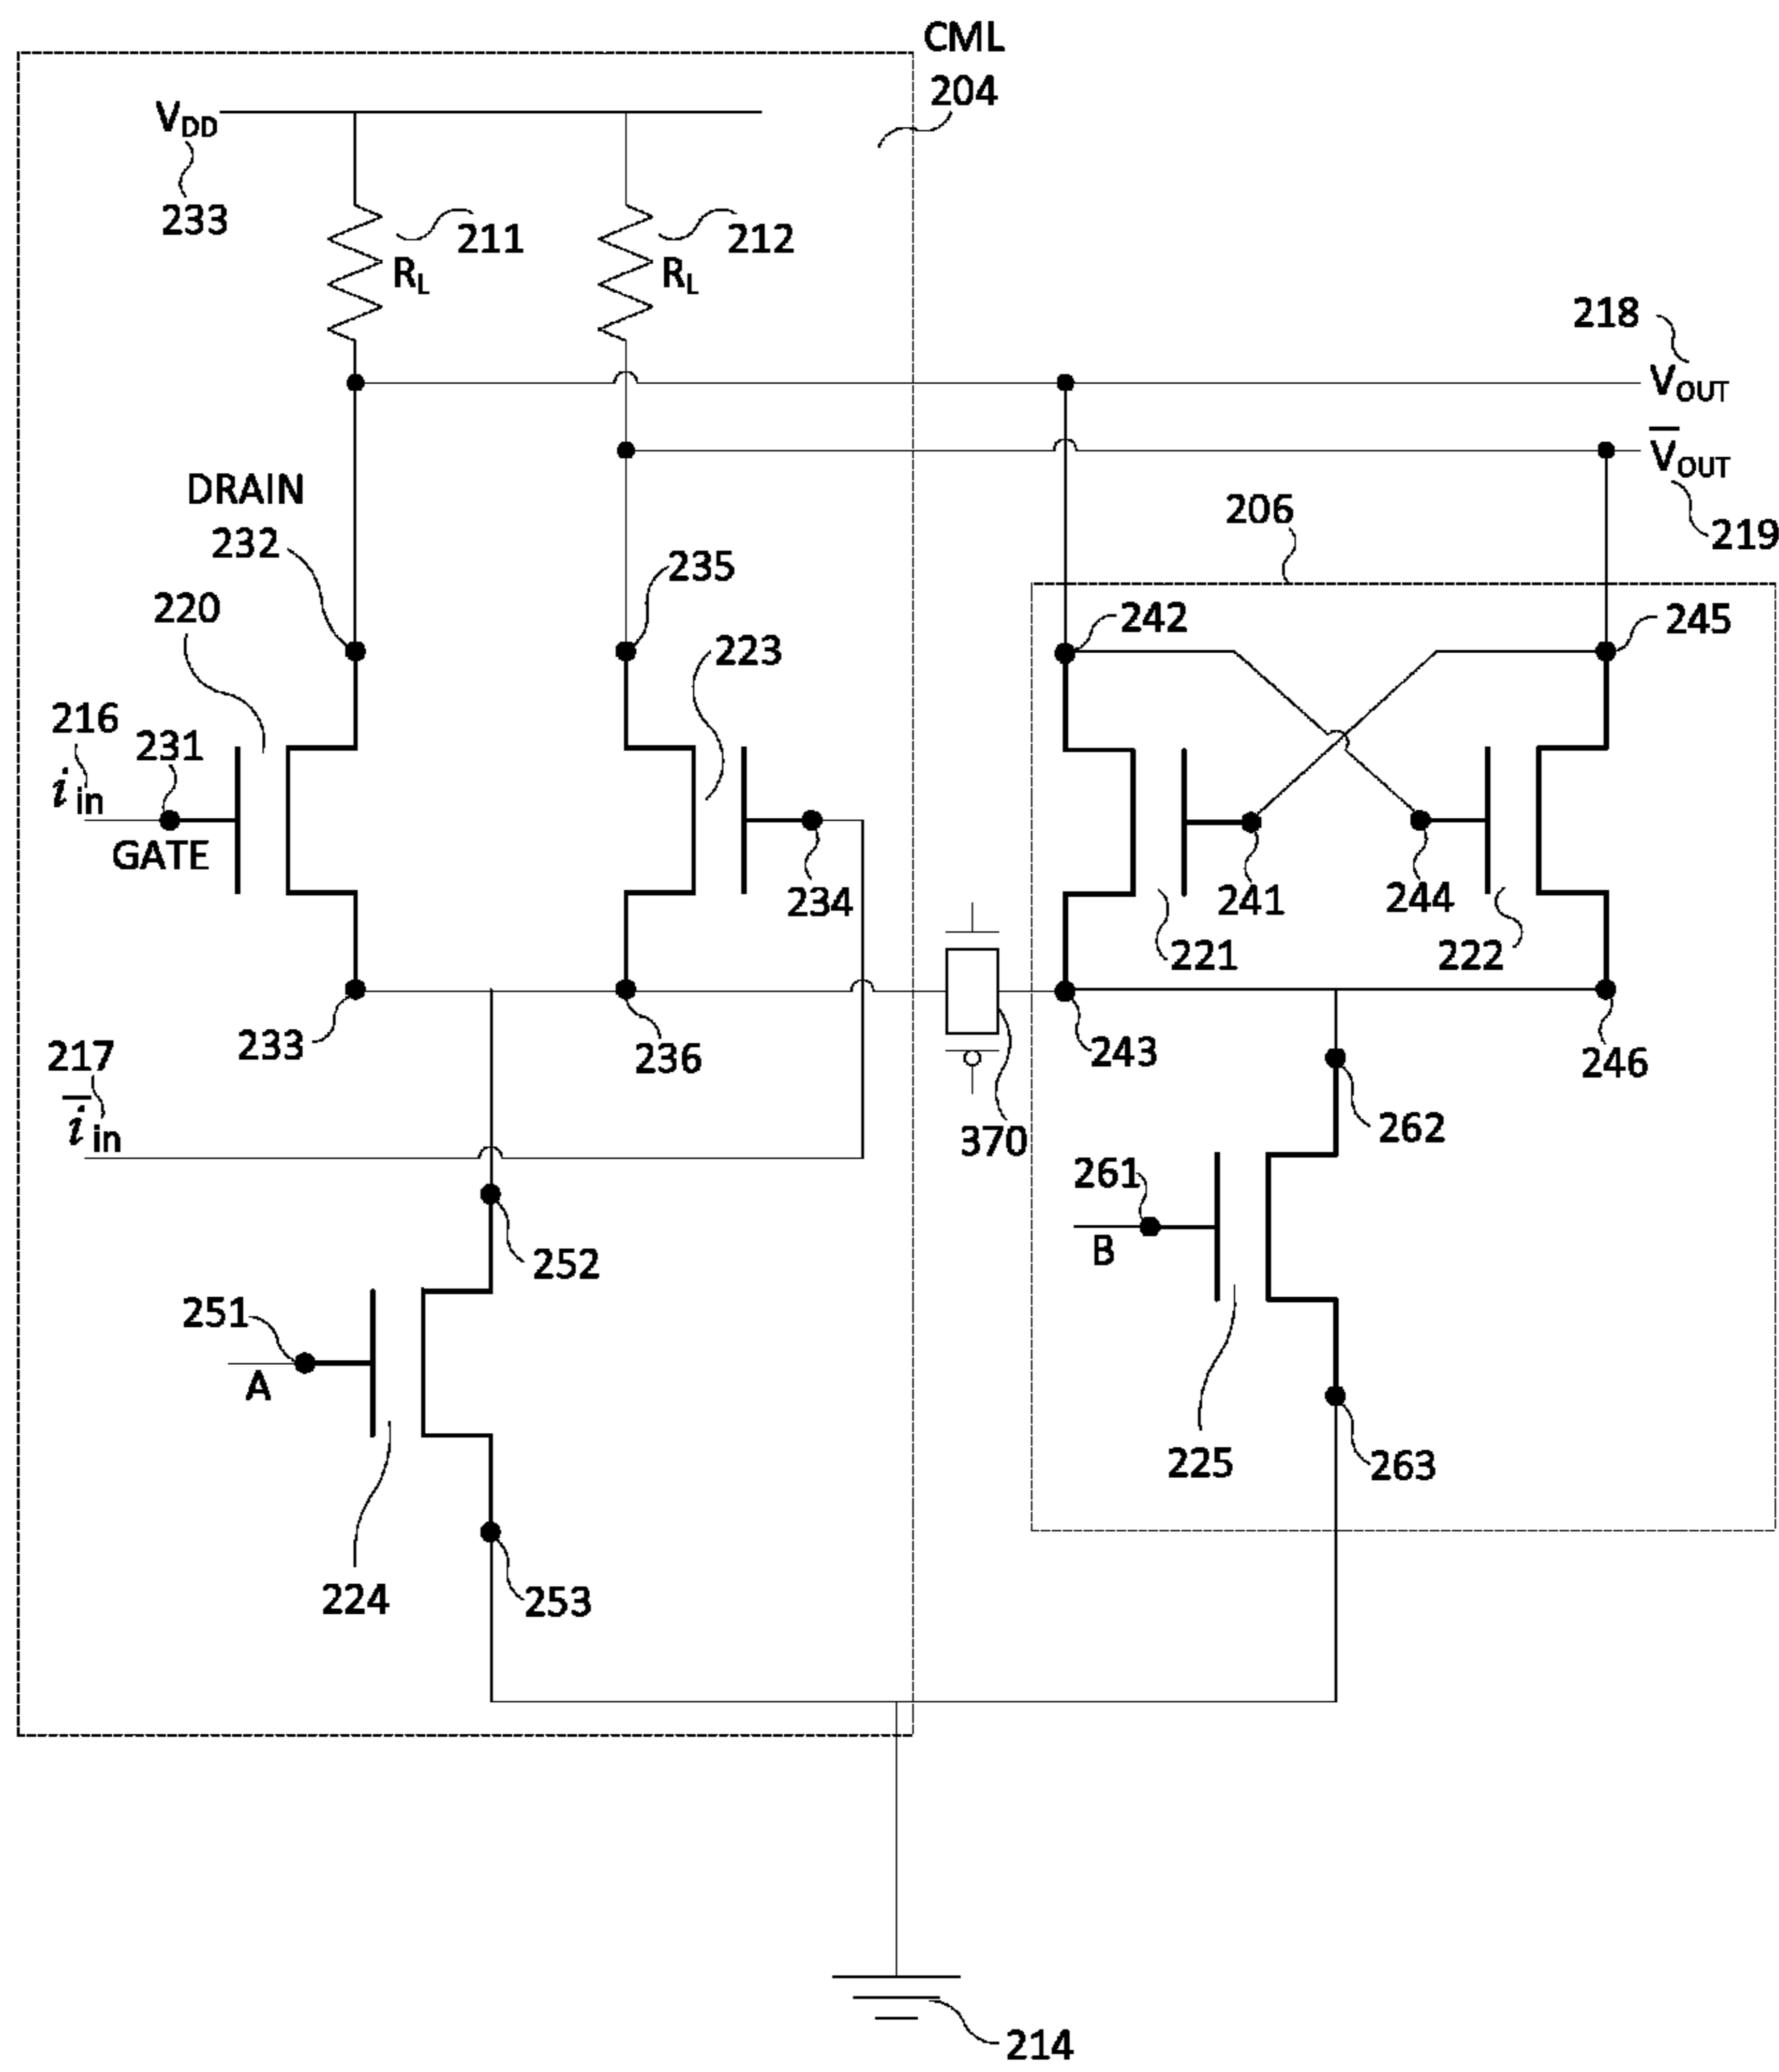 CML
204
VDD
233
211
RL
212
RL
218
VOUT
V̅OUT
219
DRAIN
232
235
206
242
245
220
223
216
231
iin
GATE
234
241
244
221
222
233
236
243
246
217
i̅in
370
262
261
B
252
251
A
225
263
224
253
214